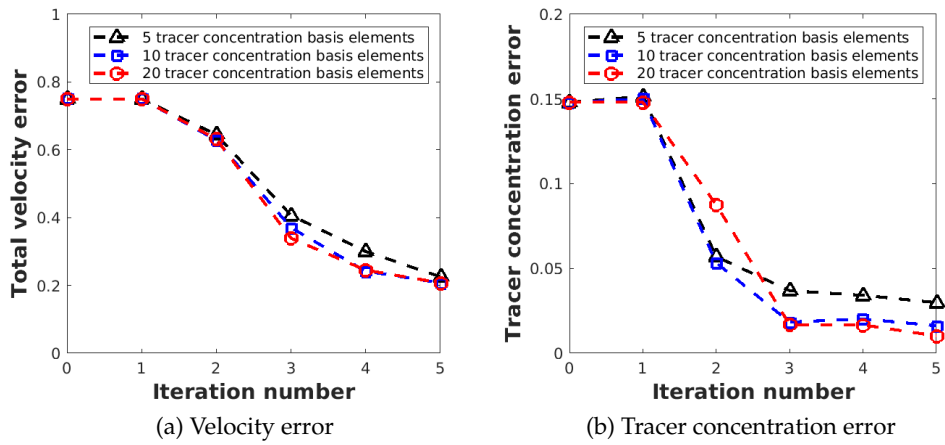 1
0.8
0.6
0.4
0.2
0
0 1 2 3 4 5
Total velocity error
Iteration number
5 tracer concentration basis elements
10 tracer concentration basis elements
20 tracer concentration basis elements
(a) Velocity error
0.2
0.15
0.1
0.05
0
0 1 2 3 4 5
Tracer concentration error
Iteration number
5 tracer concentration basis elements
10 tracer concentration basis elements
20 tracer concentration basis elements
(b) Tracer concentration error